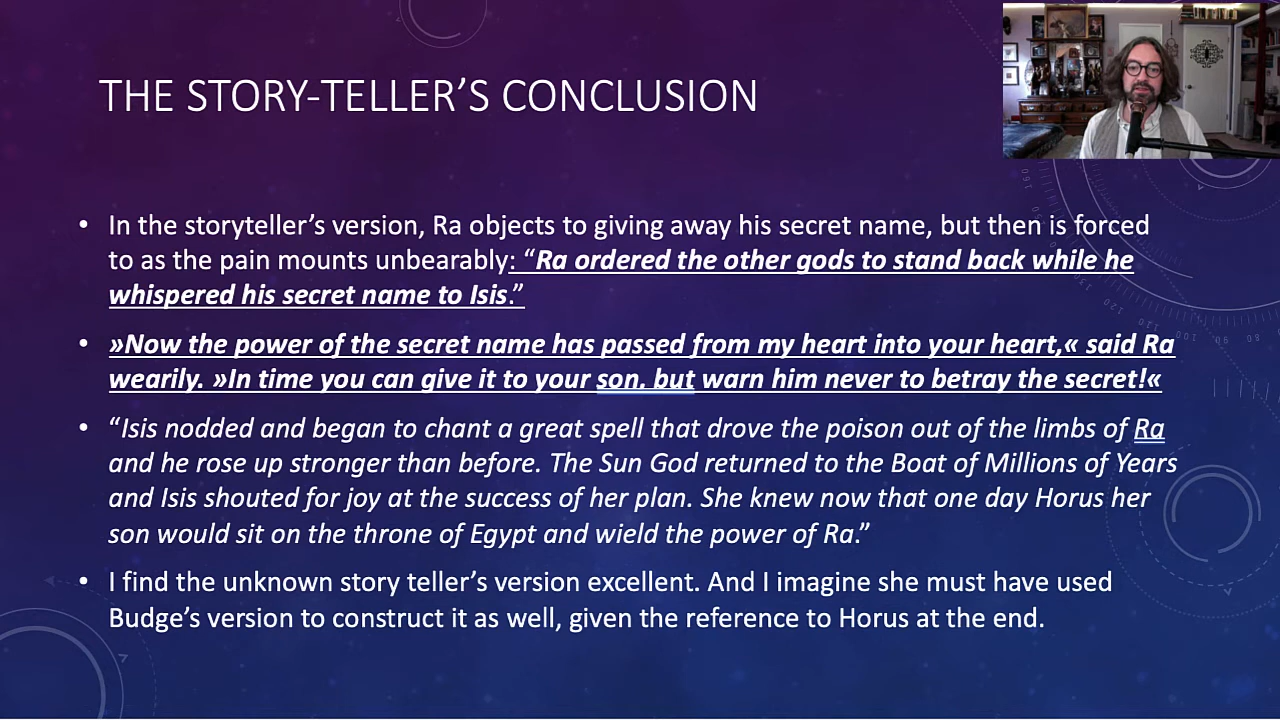 THE STORY-TELLER’S CONCLUSION
• In the storyteller’s version, Ra objects to giving away his secret name, but then is forced
to as the pain mounts unbearably: “Ra ordered the other gods to stand back while he
whispered his secret name to Isis.”
• »Now the power of the secret name has passed from my heart into your heart,« said Ra
wearily. »In time you can give it to your son. but warn him never to betray the secret!«
• “Isis nodded and began to chant a great spell that drove the poison out of the limbs of Ra
and he rose up stronger than before. The Sun God returned to the Boat of Millions of Years
and Isis shouted for joy at the success of her plan. She knew now that one day Horus her
son would sit on the throne of Egypt and wield the power of Ra.”
• I find the unknown story teller’s version excellent. And I imagine she must have used
Budge’s version to construct it as well, given the reference to Horus at the end.